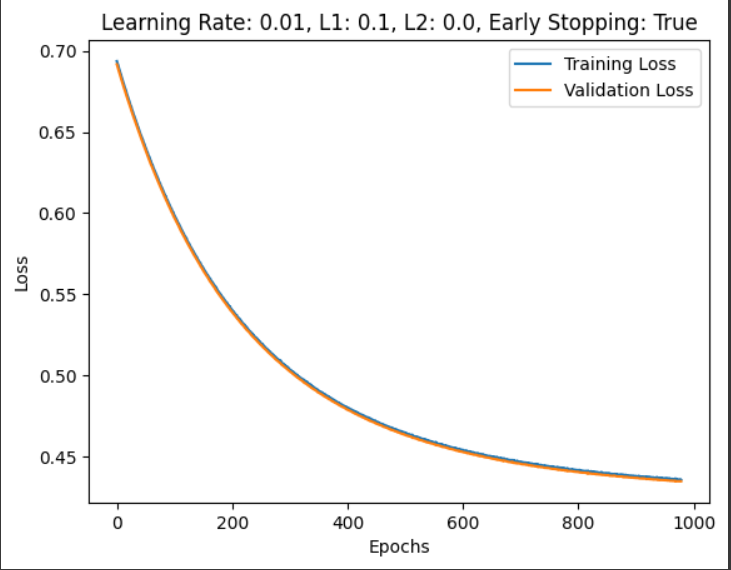 Learning Rate: 0.01, L1: 0.1, L2: 0.0, Early Stopping: True
Training Loss
Validation Loss
0.70
0.65
0.60
0.55
0.50
0.45
Loss
0 200 400 600 800 1000
Epochs